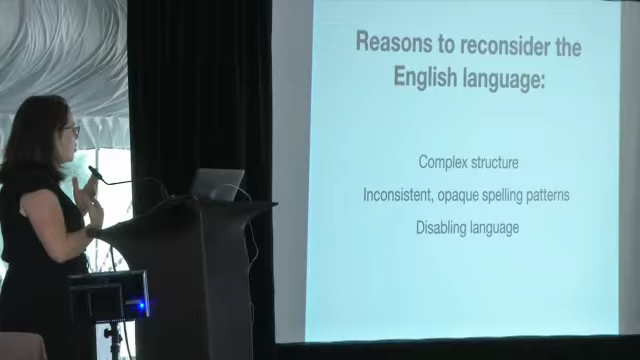 Reasons to reconsider the
English language:
Complex structure
Inconsistent, opaque spelling patterns
Disabling language